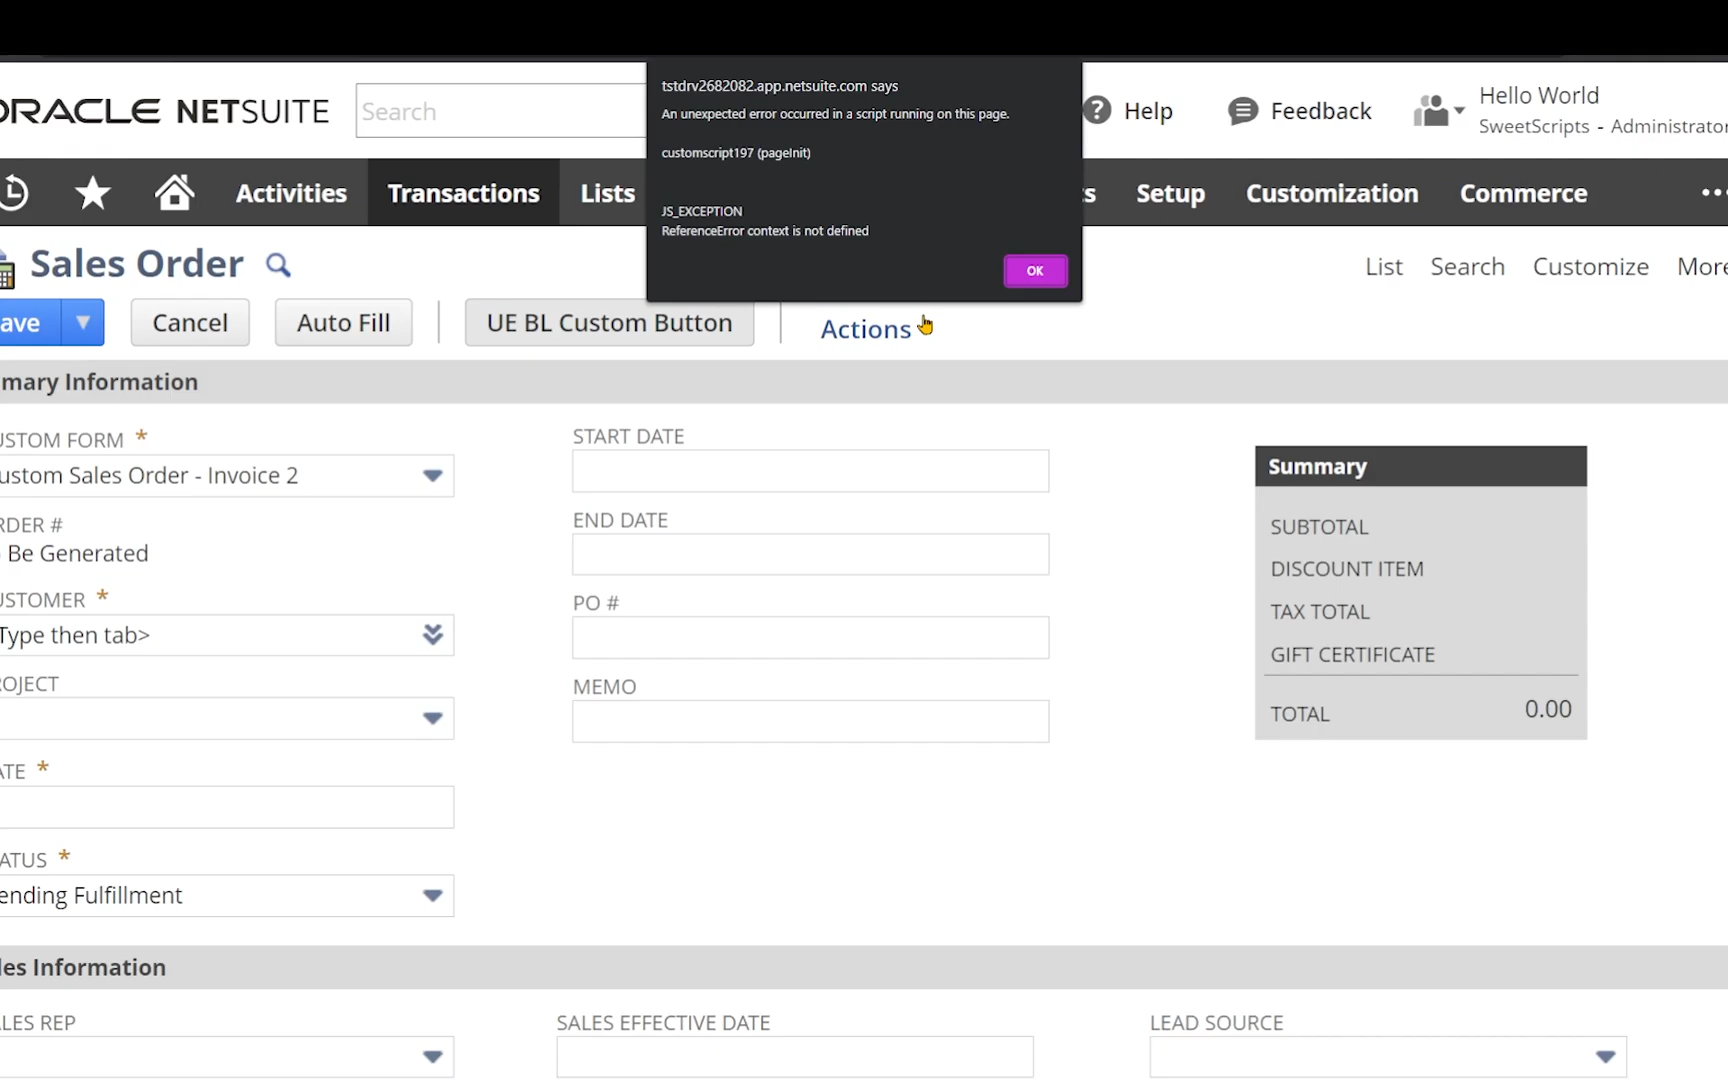 tstdrv2682082.app.netsuite.com says
An unexpected error occurred in a script running on this page.
customscript197 (pageInit)
JS_EXCEPTION
ReferenceError context is not defined
OK
ORACLE NETSUITE
Search
Help
Feedback
Hello World
SweetScripts - Administrator
Activities
Transactions
Lists
s
Setup
Customization
Commerce
Sales Order
List
Search
Customize
More
ave
Cancel
Auto Fill
UE BL Custom Button
Actions
mary Information
USTOM FORM *
ustom Sales Order - Invoice 2
RDER #
Be Generated
USTOMER *
Type then tab>
ROJECT
ATE *
TATUS *
ending Fulfillment
START DATE
END DATE
PO #
MEMO
Summary
SUBTOTAL
DISCOUNT ITEM
TAX TOTAL
GIFT CERTIFICATE
TOTAL 0.00
les Information
LES REP
SALES EFFECTIVE DATE
LEAD SOURCE